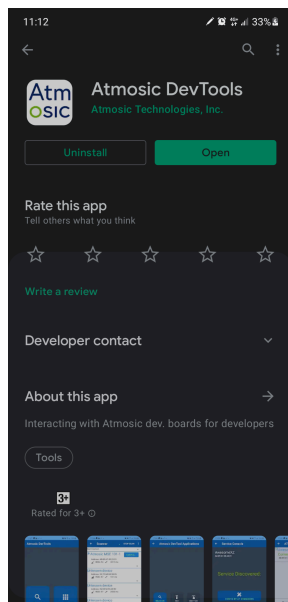 11:12
33%
Atm
OSIC
Atmosic DevTools
Atmosic Technologies, Inc.
Uninstall
Open
Rate this app
Tell others what you think
Write a review
Developer contact
About this app
Interacting with Atmosic dev. boards for developers
Tools
3+
Rated for 3+
Service Discovered